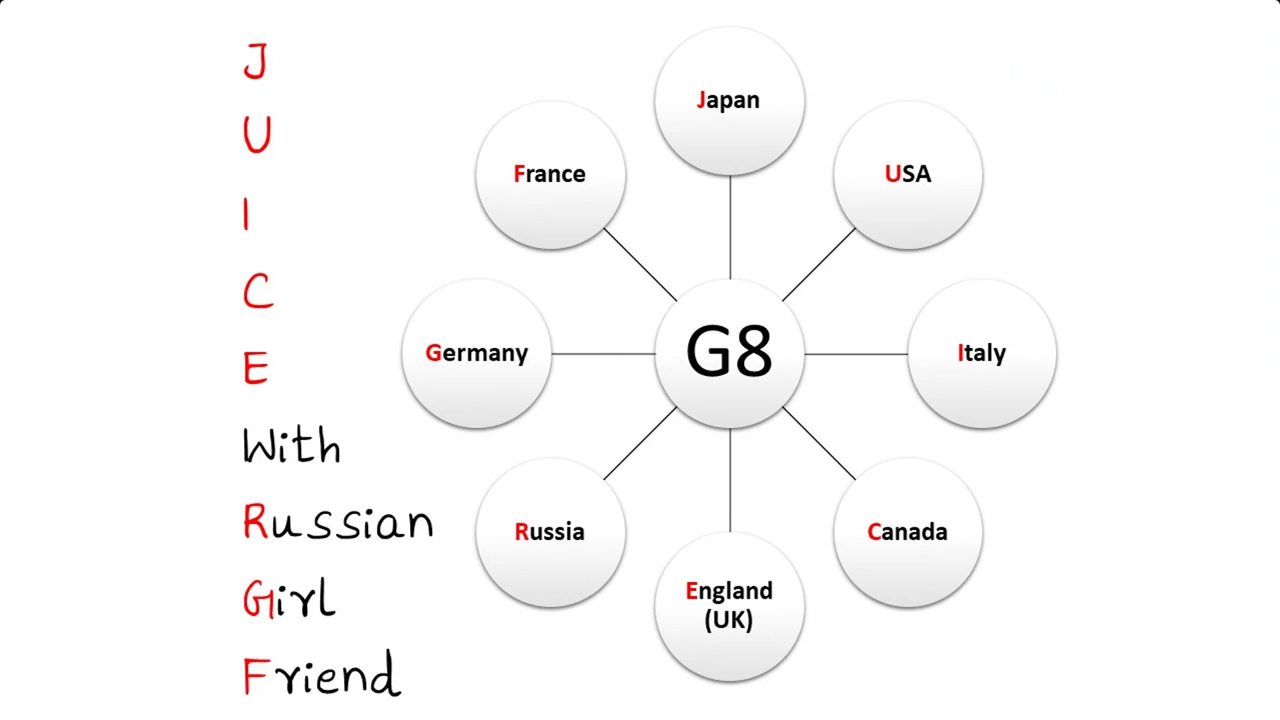 J
U
I
C
E
With
Russian
Girl
Friend
Japan
USA
Italy
Canada
England
(UK)
Russia
Germany
France
G8